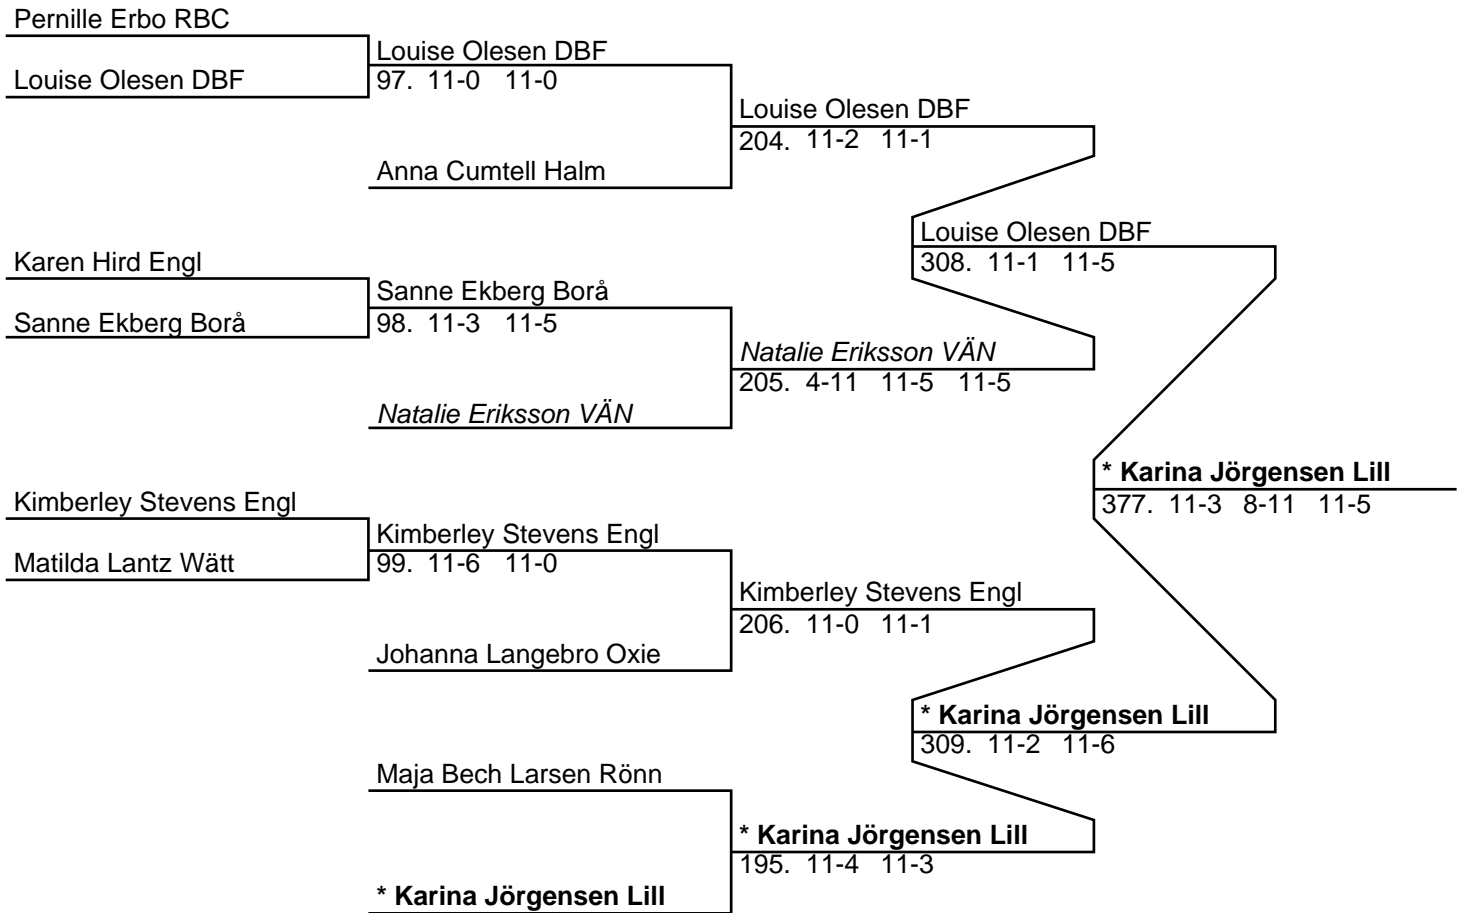 Pernille Erbo RBC
Louise Olesen DBF
Louise Olesen DBF
97. 11-0 11-0
Louise Olesen DBF
204. 11-2 11-1
Anna Cumtell Halm
Louise Olesen DBF
308. 11-1 11-5
Karen Hird Engl
Sanne Ekberg Borå
Sanne Ekberg Borå
98. 11-3 11-5
Natalie Eriksson VÄN
205. 4-11 11-5 11-5
Natalie Eriksson VÄN
* Karina Jörgensen Lill
377. 11-3 8-11 11-5
Kimberley Stevens Engl
Kimberley Stevens Engl
Matilda Lantz Wätt
99. 11-6 11-0
Kimberley Stevens Engl
206. 11-0 11-1
Johanna Langebro Oxie
* Karina Jörgensen Lill
309. 11-2 11-6
Maja Bech Larsen Rönn
* Karina Jörgensen Lill
195. 11-4 11-3
* Karina Jörgensen Lill